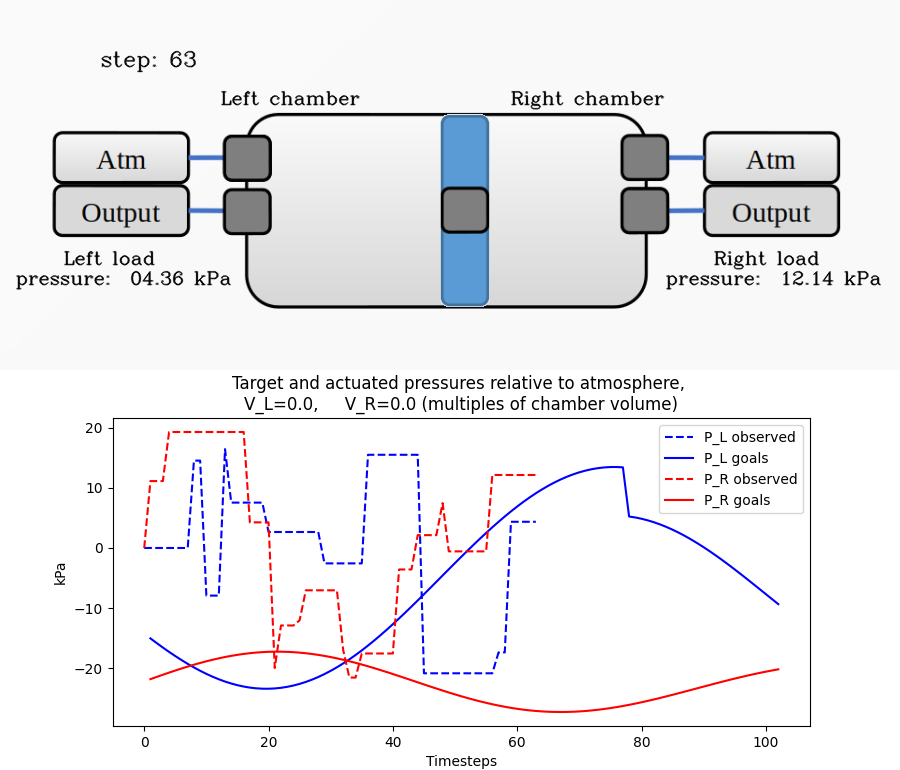 step: 63
Left chamber
Right chamber
Atm
Atm
Output
Output
Left load
pressure: 04.36 kPa
Right load
pressure: 12.14 kPa
Target and actuated pressures relative to atmosphere,
V_L=0.0, V_R=0.0 (multiples of chamber volume)
20
10
0
−10
−20
kPa
P_L observed
P_L goals
P_R observed
P_R goals
0
20
40
60
80
100
Timesteps